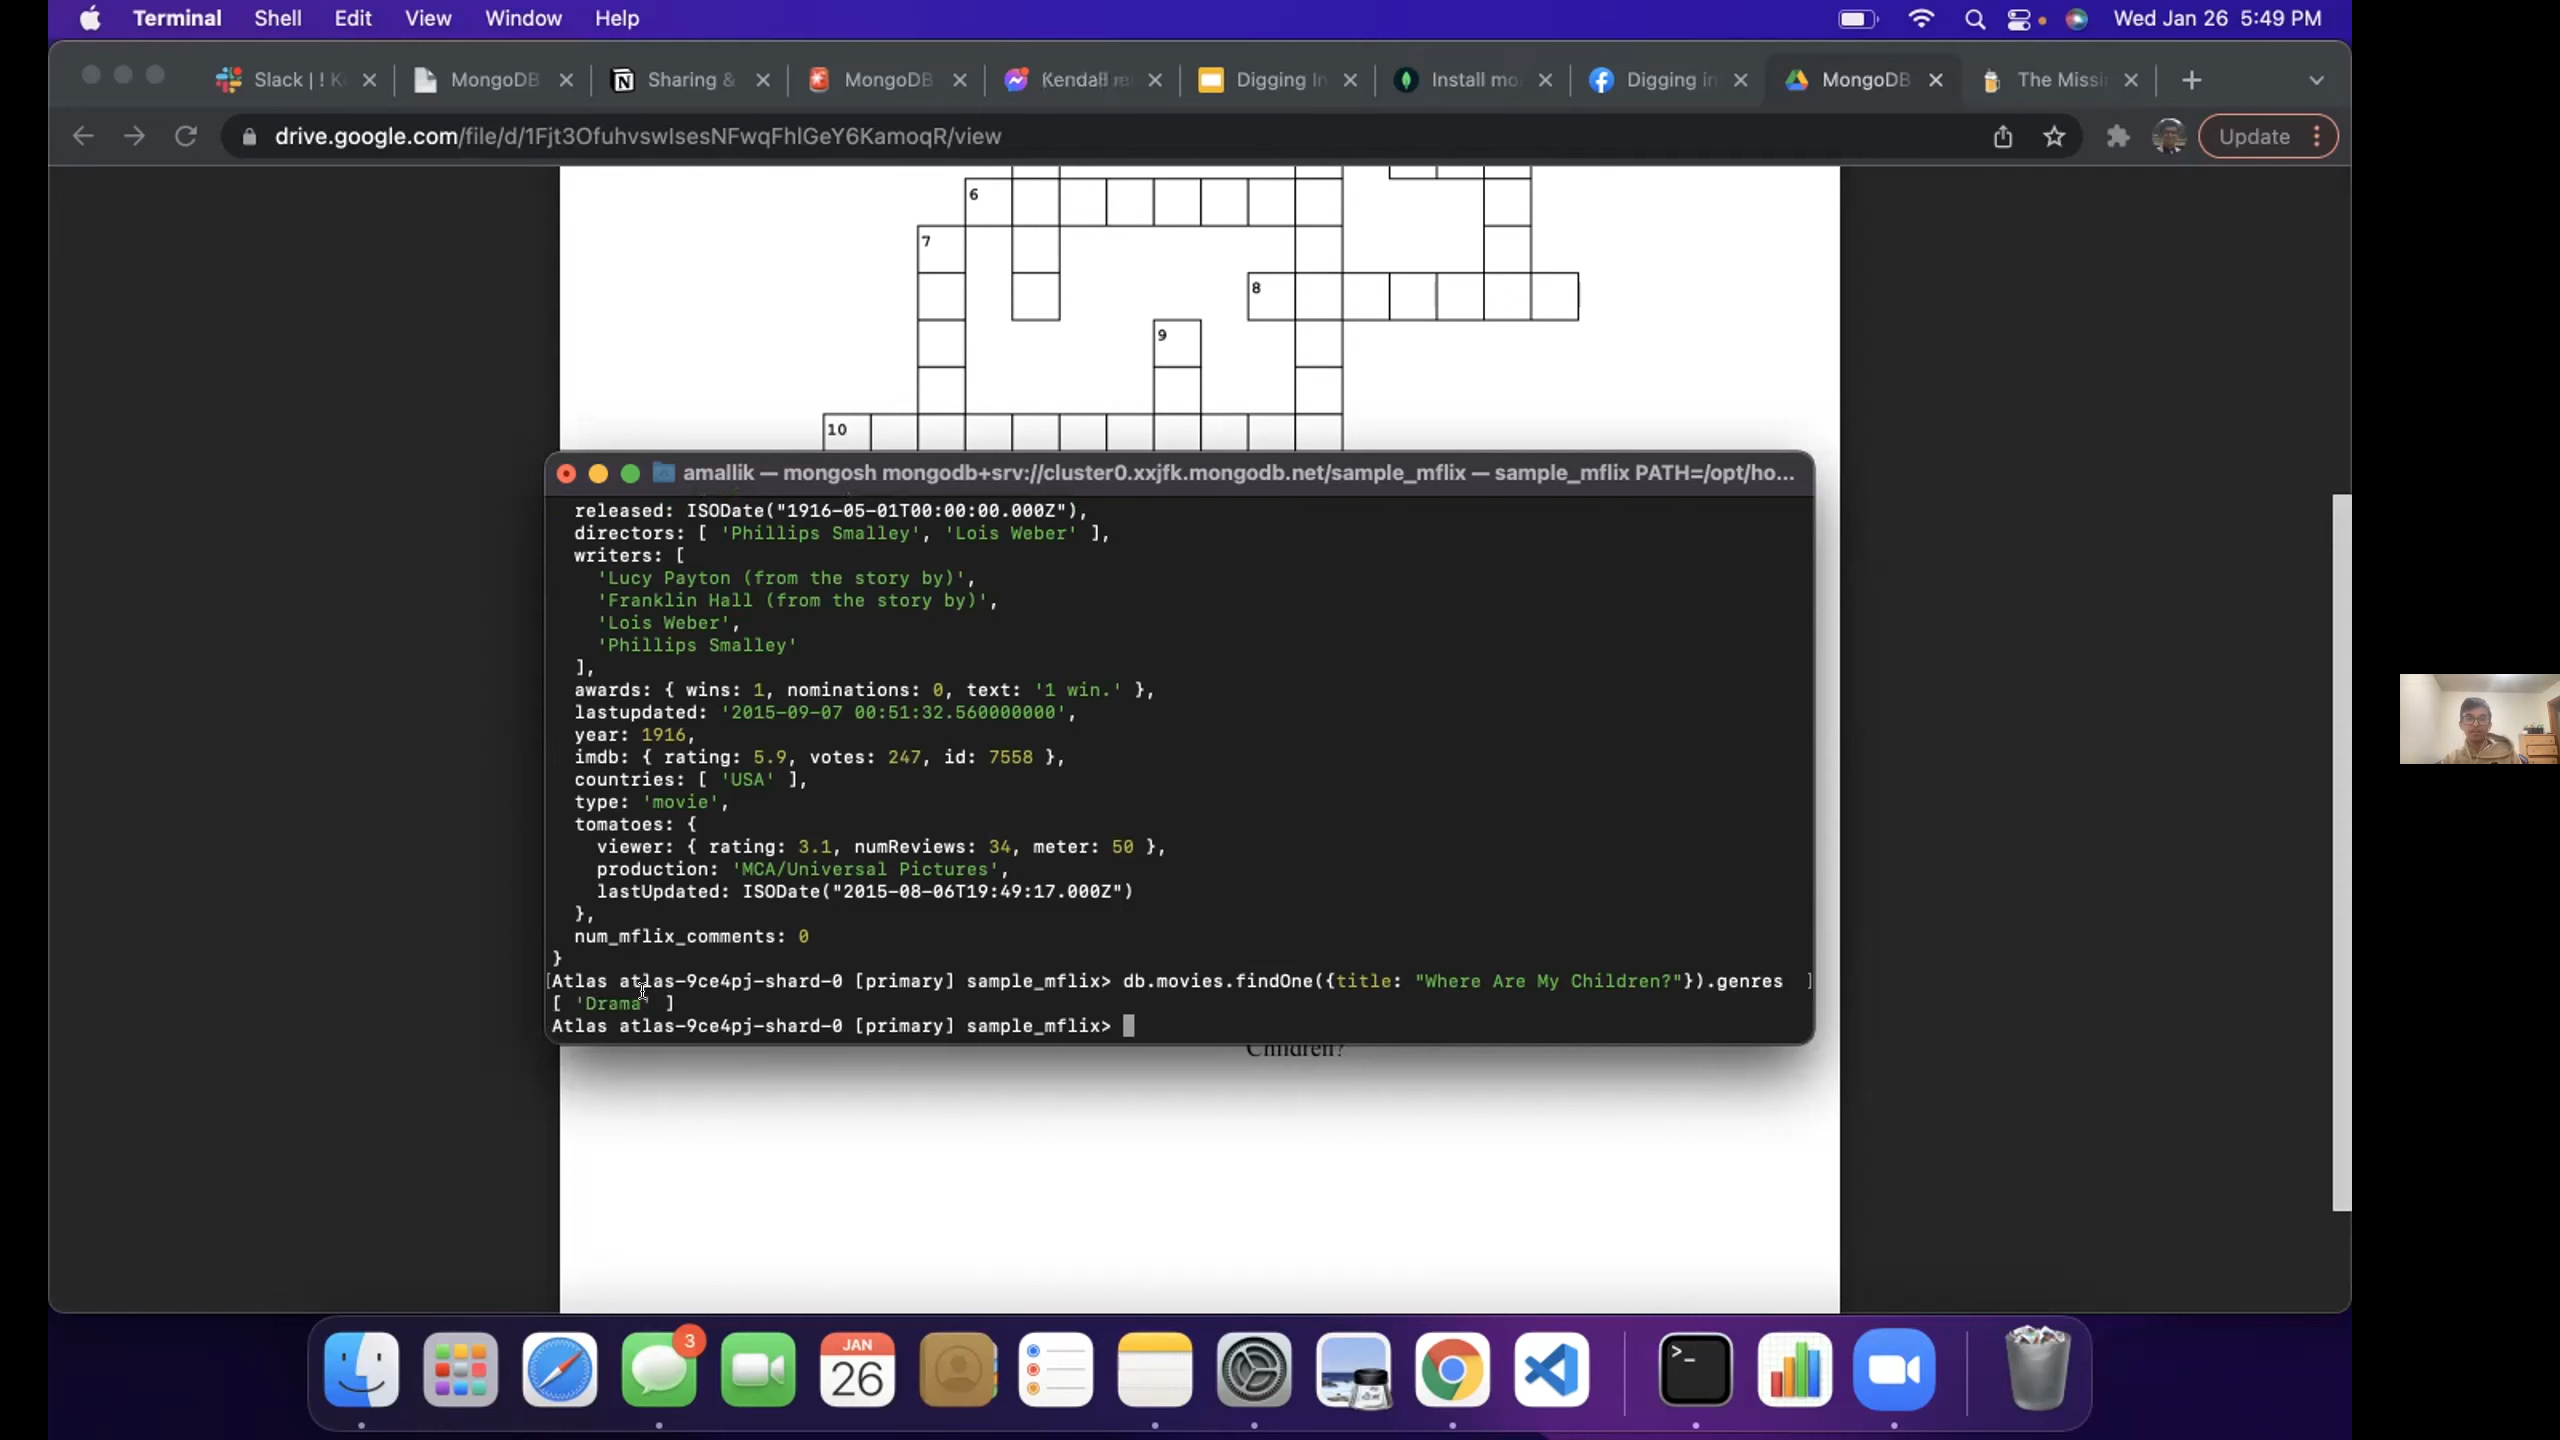 Terminal Shell Edit View Window Help Wed Jan 26 5:49 PM
Slack | ! K MongoDB Sharing & MongoDB Kendall Digging In Install mo Digging in MongoDB The Missi
drive.google.com/file/d/1Fjt3OfuhvswIsesNFwqFhlGeY6KamoqR/view Update
6
7
8
9
10
amallik — mongosh mongodb+srv://cluster0.xxjfk.mongodb.net/sample_mflix — sample_mflix PATH=/opt/ho...
released: ISODate("1916-05-01T00:00:00.000Z"),
directors: [ 'Phillips Smalley', 'Lois Weber' ],
writers: [
'Lucy Payton (from the story by)',
'Franklin Hall (from the story by)',
'Lois Weber',
'Phillips Smalley'
],
awards: { wins: 1, nominations: 0, text: '1 win.' },
lastupdated: '2015-09-07 00:51:32.560000000',
year: 1916,
imdb: { rating: 5.9, votes: 247, id: 7558 },
countries: [ 'USA' ],
type: 'movie',
tomatoes: {
viewer: { rating: 3.1, numReviews: 34, meter: 50 },
production: 'MCA/Universal Pictures',
lastUpdated: ISODate("2015-08-06T19:49:17.000Z")
},
num_mflix_comments: 0
}
[Atlas atlas-9ce4pj-shard-0 [primary] sample_mflix> db.movies.findOne({title: "Where Are My Children?"}).genres ]
[ 'Drama' ]
Atlas atlas-9ce4pj-shard-0 [primary] sample_mflix>
Children?
3
JAN
26
>_